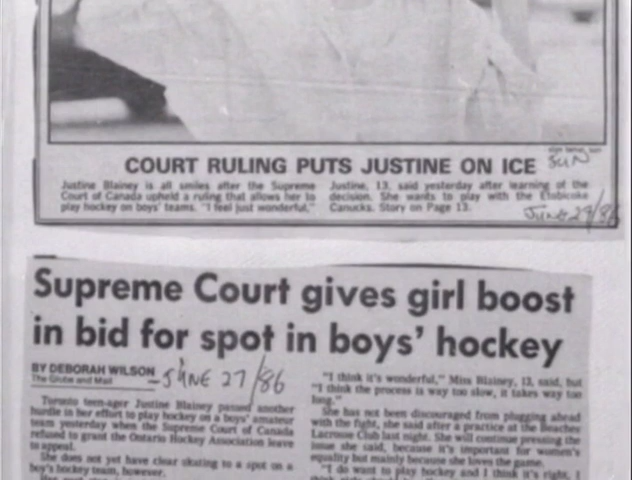 COURT RULING PUTS JUSTINE ON ICE
SUN
Justine Blainey is all smiles after the Supreme
Court of Canada upheld a ruling that allows her to
play hockey on boys' teams. "I feel just wonderful,"
Justine, 13, said yesterday after learning of the
decision. She wants to play with the Etobicoke
Canucks. Story on Page 13.
June 27/86
Supreme Court gives girl boost
in bid for spot in boys' hockey
BY DEBORAH WILSON
The Globe and Mail
JUNE 27/86
Toronto teen-ager Justine Blainey passed another
hurdle in her effort to play hockey on a boys' amateur
team yesterday when the Supreme Court of Canada
refused to grant the Ontario Hockey Association leave
to appeal.
She does not yet have clear skating to a spot on a
boy's hockey team, however.
"I think it's wonderful," Miss Blainey, 13, said, but
"I think the process is way too slow, it takes way too
long."
She has not been discouraged from plugging ahead
with the fight, she said after a practice at the Beaches
Lacrosse Club last night. She will continue pressing the
issue she said, because it's important for women's
equality but mainly because she loves the game.
"I do want to play hockey and I think it's right, I